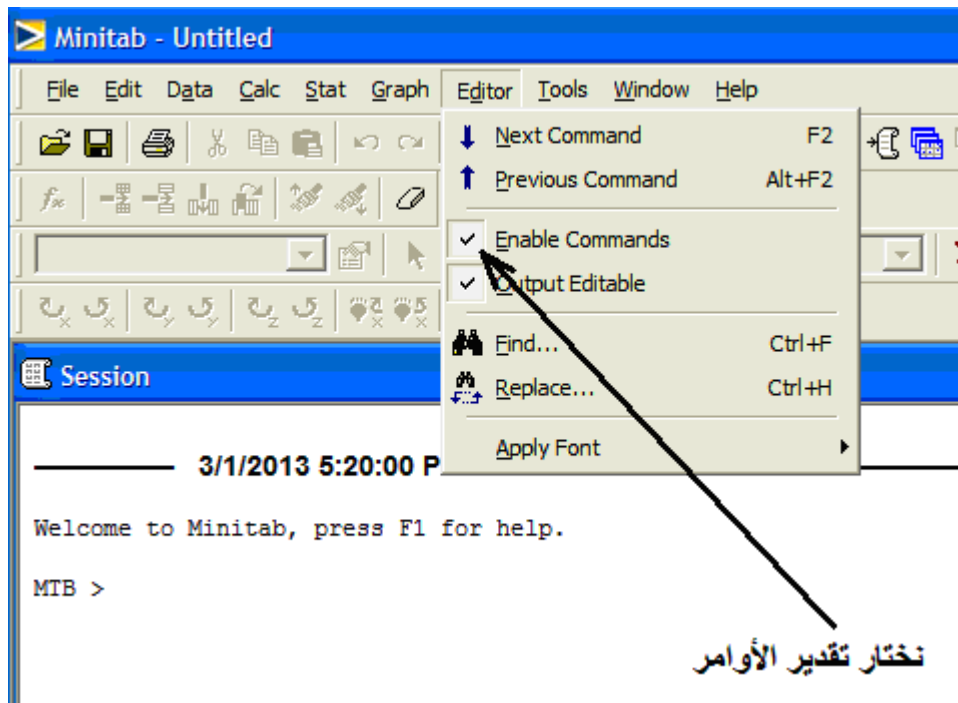 Minitab - Untitled
File Edit Data Calc Stat Graph Editor Tools Window Help
Next Command F2
Previous Command Alt+F2
Enable Commands
Output Editable
Find... Ctrl+F
Replace... Ctrl+H
Apply Font
Session
3/1/2013 5:20:00 P
Welcome to Minitab, press F1 for help.
MTB >
نختار تقدير الأوامر